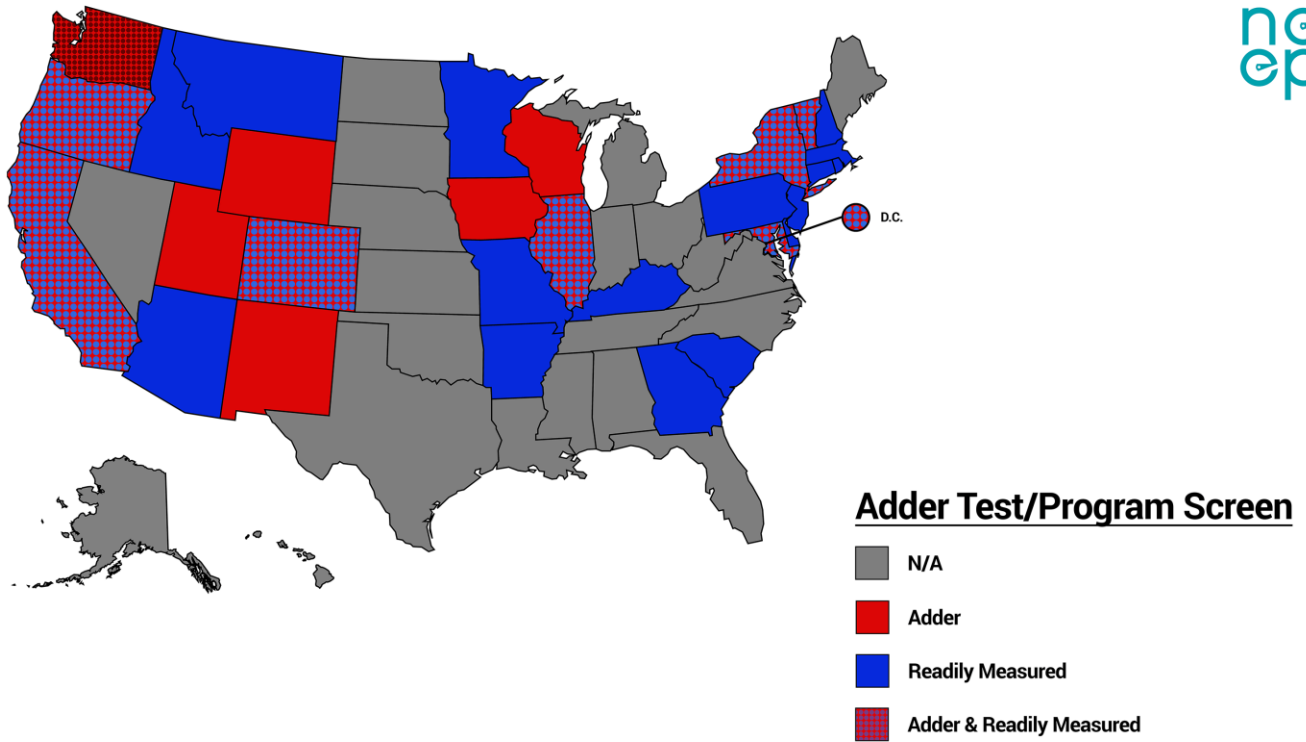 D.C.
Adder Test/Program Screen
N/A
Adder
Readily Measured
Adder & Readily Measured